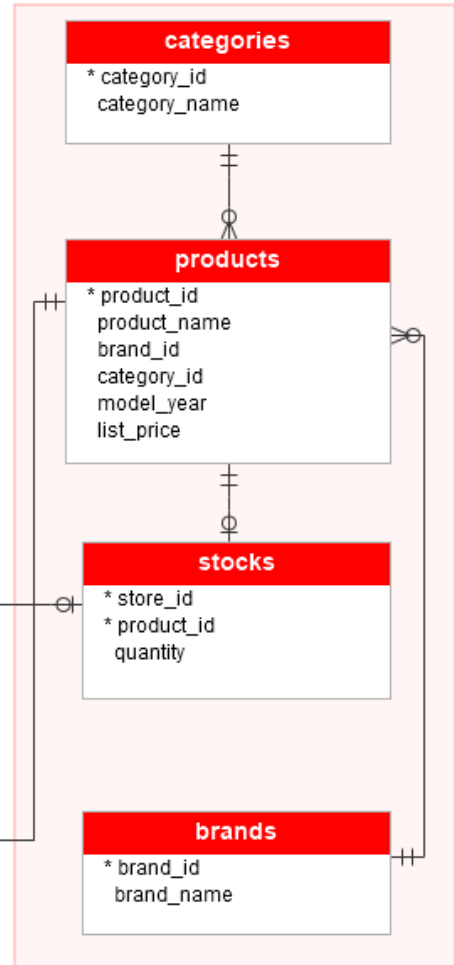 categories
* category_id
category_name
products
* product_id
product_name
brand_id
category_id
model_year
list_price
stocks
* store_id
* product_id
quantity
brands
* brand_id
brand_name